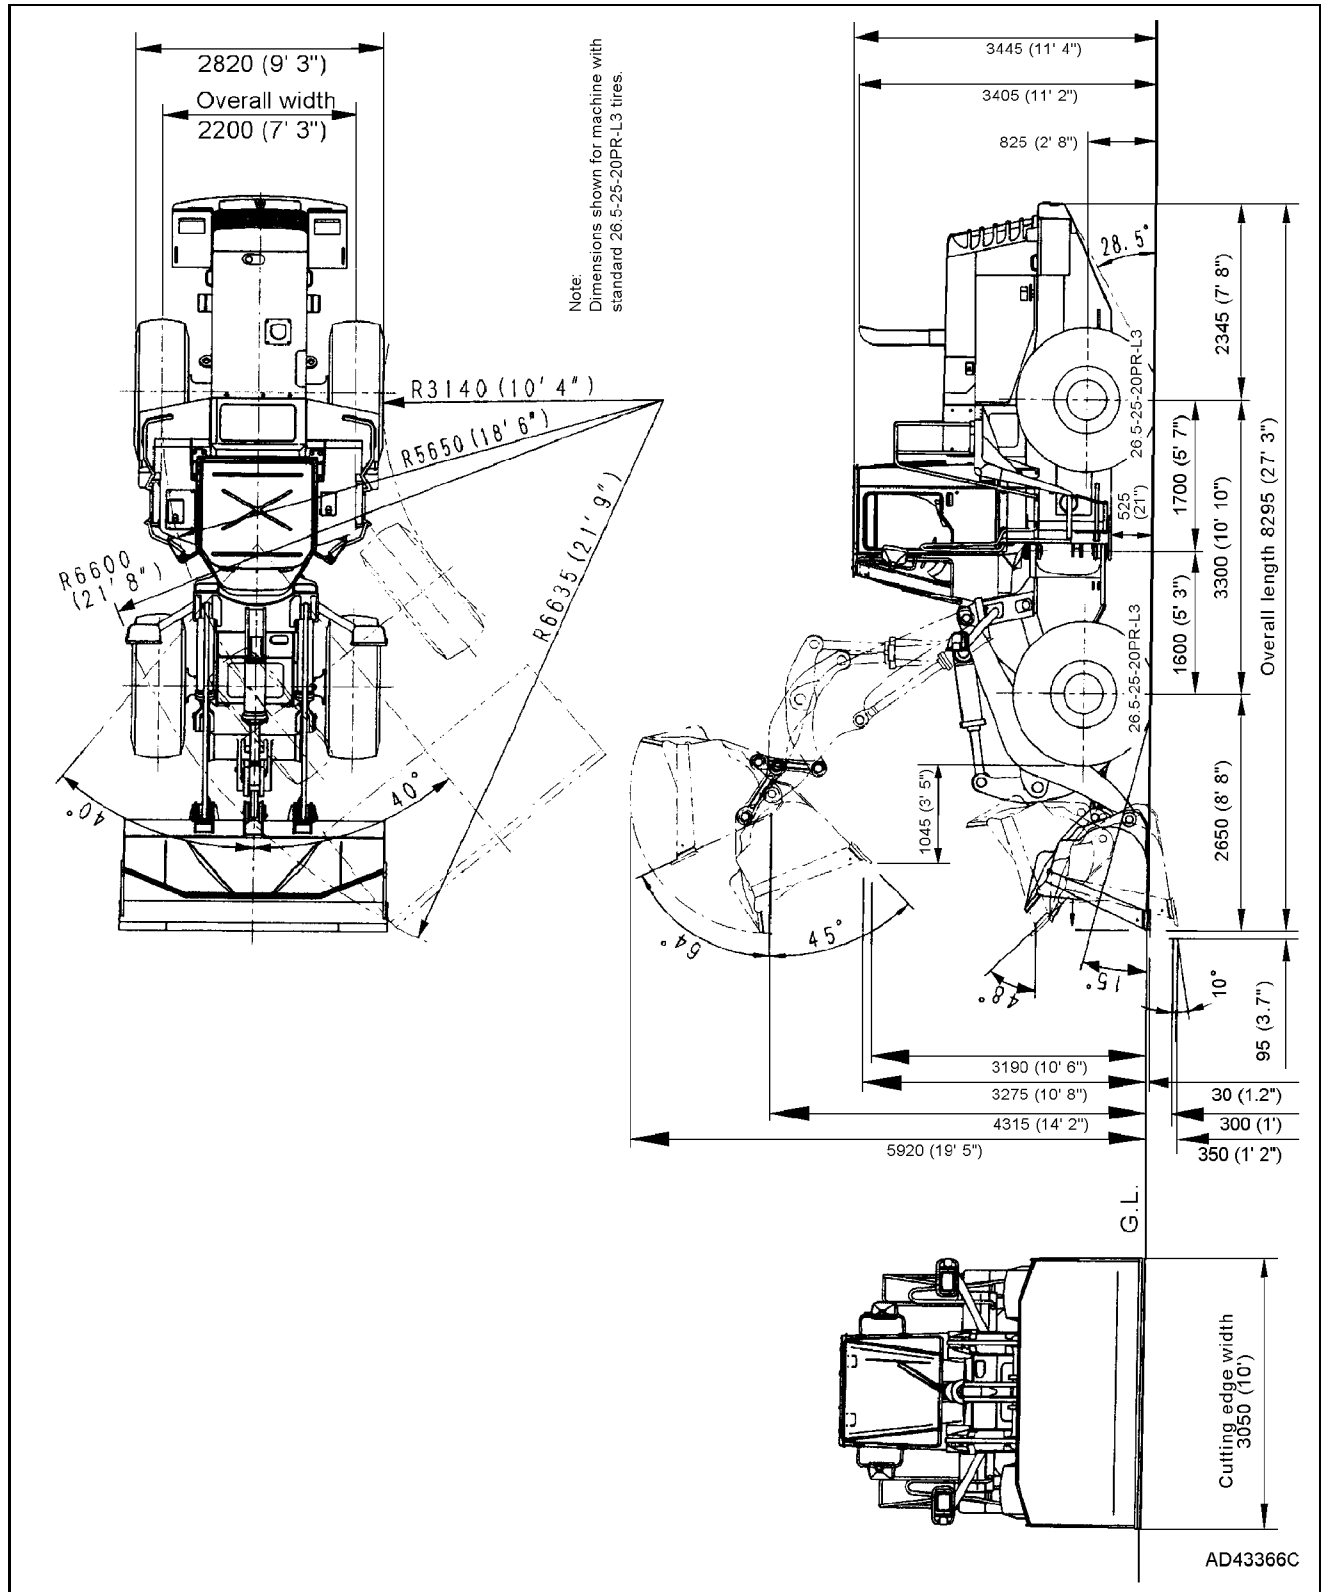 2820 (9' 3")
Overall width
2200 (7' 3")
Note:
Dimensions shown for machine with
standard 26.5-25-20PR-L3 tires.
R3140 (10' 4")
R5650 (18' 6")
R6600
(21' 8")
R6635 (21' 9")
40°
40°
3445 (11' 4")
3405 (11' 2")
825 (2' 8")
28.5°
2345 (7' 8")
26.5-25-20PR-L3
1700 (5' 7")
525
(21")
3300 (10' 10")
Overall length 8295 (27' 3")
1600 (5' 3")
26.5-25-20PR-L3
1045 (3' 5")
2650 (8' 8")
64°
45°
48°
15°
10°
95 (3.7")
3190 (10' 6")
3275 (10' 8")
30 (1.2")
4315 (14' 2")
300 (1')
5920 (19' 5")
350 (1' 2")
G.L.
Cutting edge width
3050 (10')
AD43366C